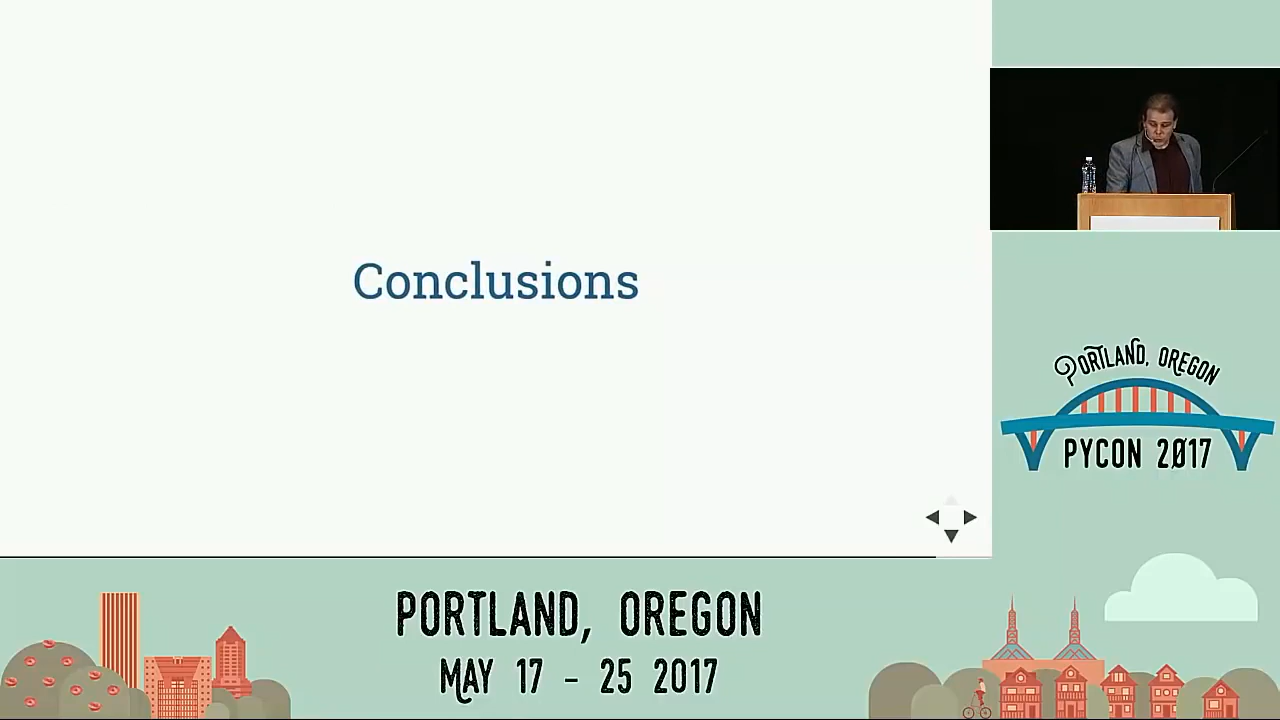 Conclusions
PORTLAND, OREGON
PYCON 2017
PORTLAND, OREGON
MAY 17 - 25 2017